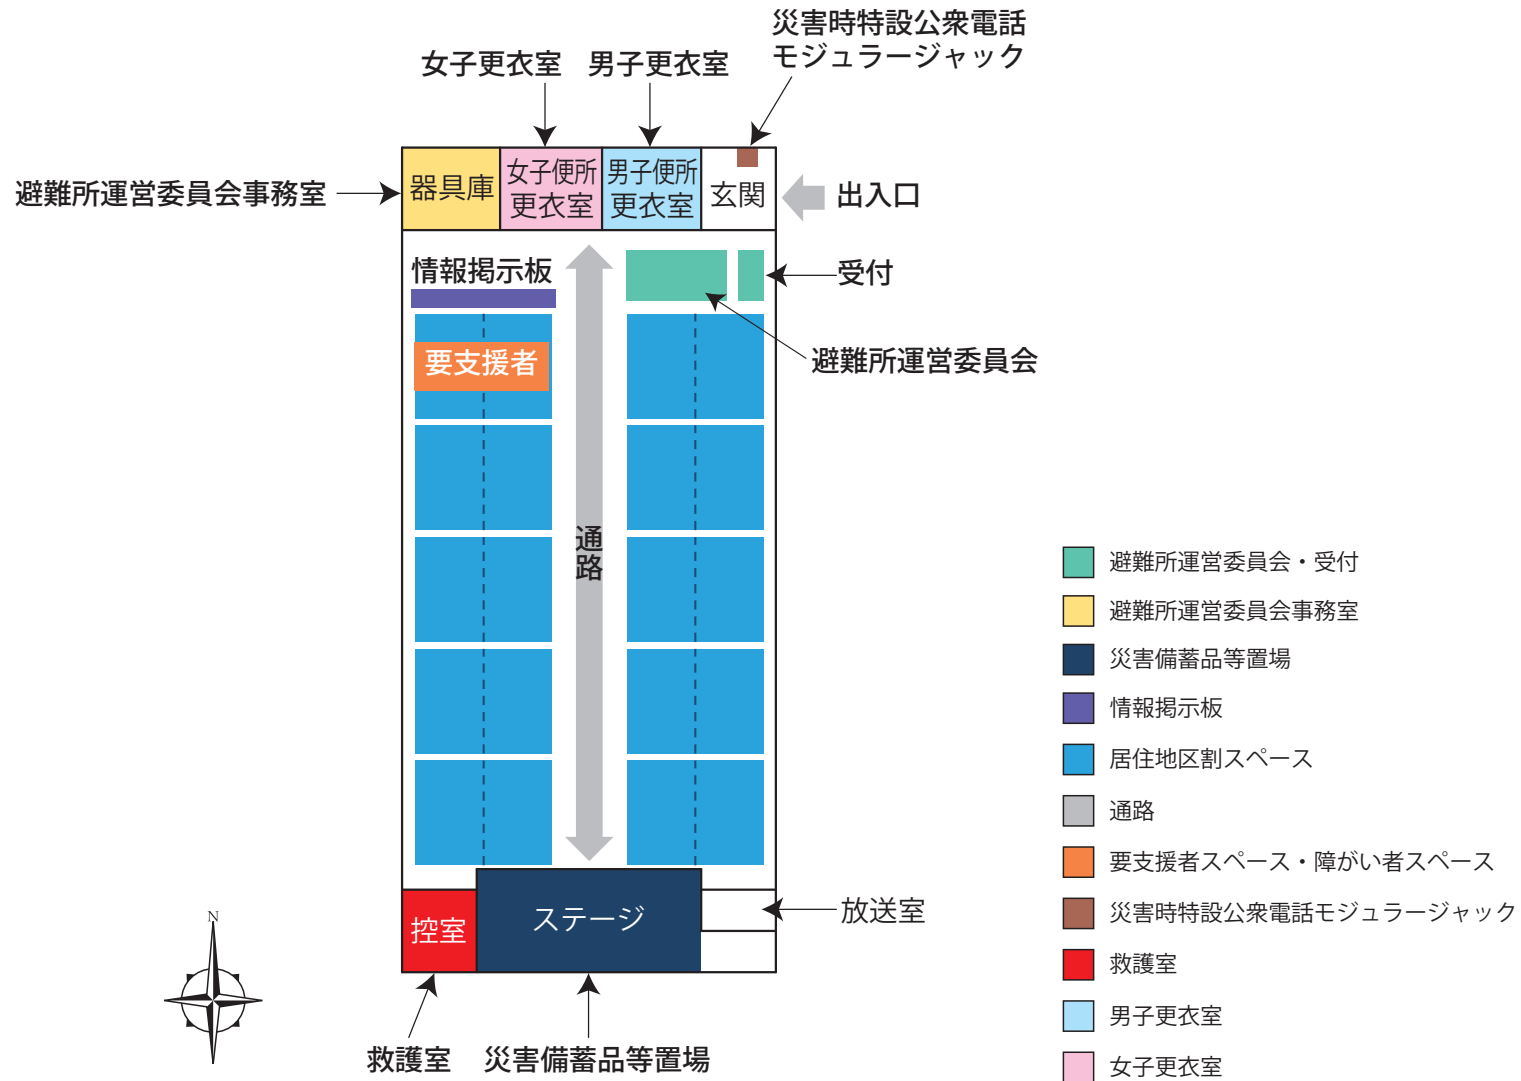 災害時特設公衆電話
モジュラージャック
女子更衣室
男子更衣室
避難所運営委員会事務室
器具庫
女子便所
更衣室
男子便所
更衣室
玄関
出入口
情報掲示板
受付
要支援者
避難所運営委員会
通路
控室
ステージ
放送室
救護室
災害備蓄品等置場
N
避難所運営委員会・受付
避難所運営委員会事務室
災害備蓄品等置場
情報掲示板
居住地区割スペース
通路
要支援者スペース・障がい者スペース
災害時特設公衆電話モジュラージャック
救護室
男子更衣室
女子更衣室